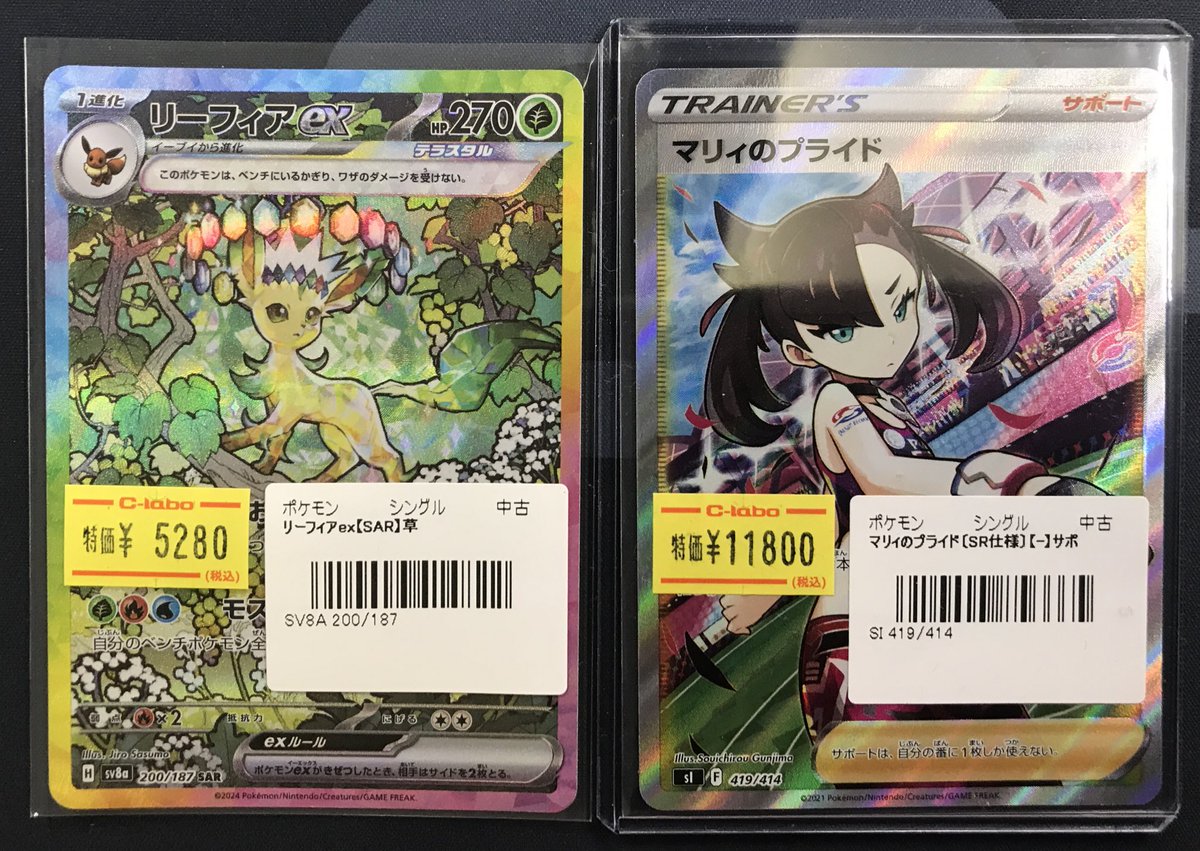 1進化
リーフィアex
HP270
イーブイから進化
テラスタル
このポケモンは、ベンチにいるかぎり、ワザのダメージを受けない。
C-labo
特価¥5280
(税込)
ポケモン シングル 中古
リーフィアex【SAR】草
SV8A 200/187
モス
自分のベンチポケモン全
弱点 ×2 抵抗力 にげる
Illus. Jiro Sasumo
exルール
ポケモンexがきぜつしたとき、相手はサイドを2枚とる。
H sv8a 200/187 SAR
©2024 Pokémon/Nintendo/Creatures/GAME FREAK.
TRAINER'S
サポート
マリィのプライド
C-labo
特価¥11800
(税込)
本
ポケモン シングル 中古
マリィのプライド〔SR仕様〕【-】サポ
SI 419/414
サポートは、自分の番に1枚しか使えない。
Illus. Souichirou Gunjima
sI F 419/414
©2021 Pokémon/Nintendo/Creatures/GAME FREAK.